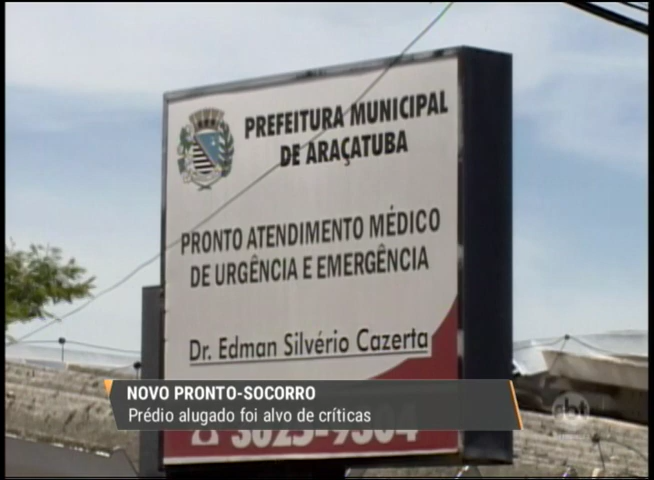 PREFEITURA MUNICIPAL
DE ARAÇATUBA
PRONTO ATENDIMENTO MÉDICO
DE URGÊNCIA E EMERGÊNCIA
Dr. Edman Silvério Cazerta
NOVO PRONTO-SOCORRO
Prédio alugado foi alvo de críticas
sbt